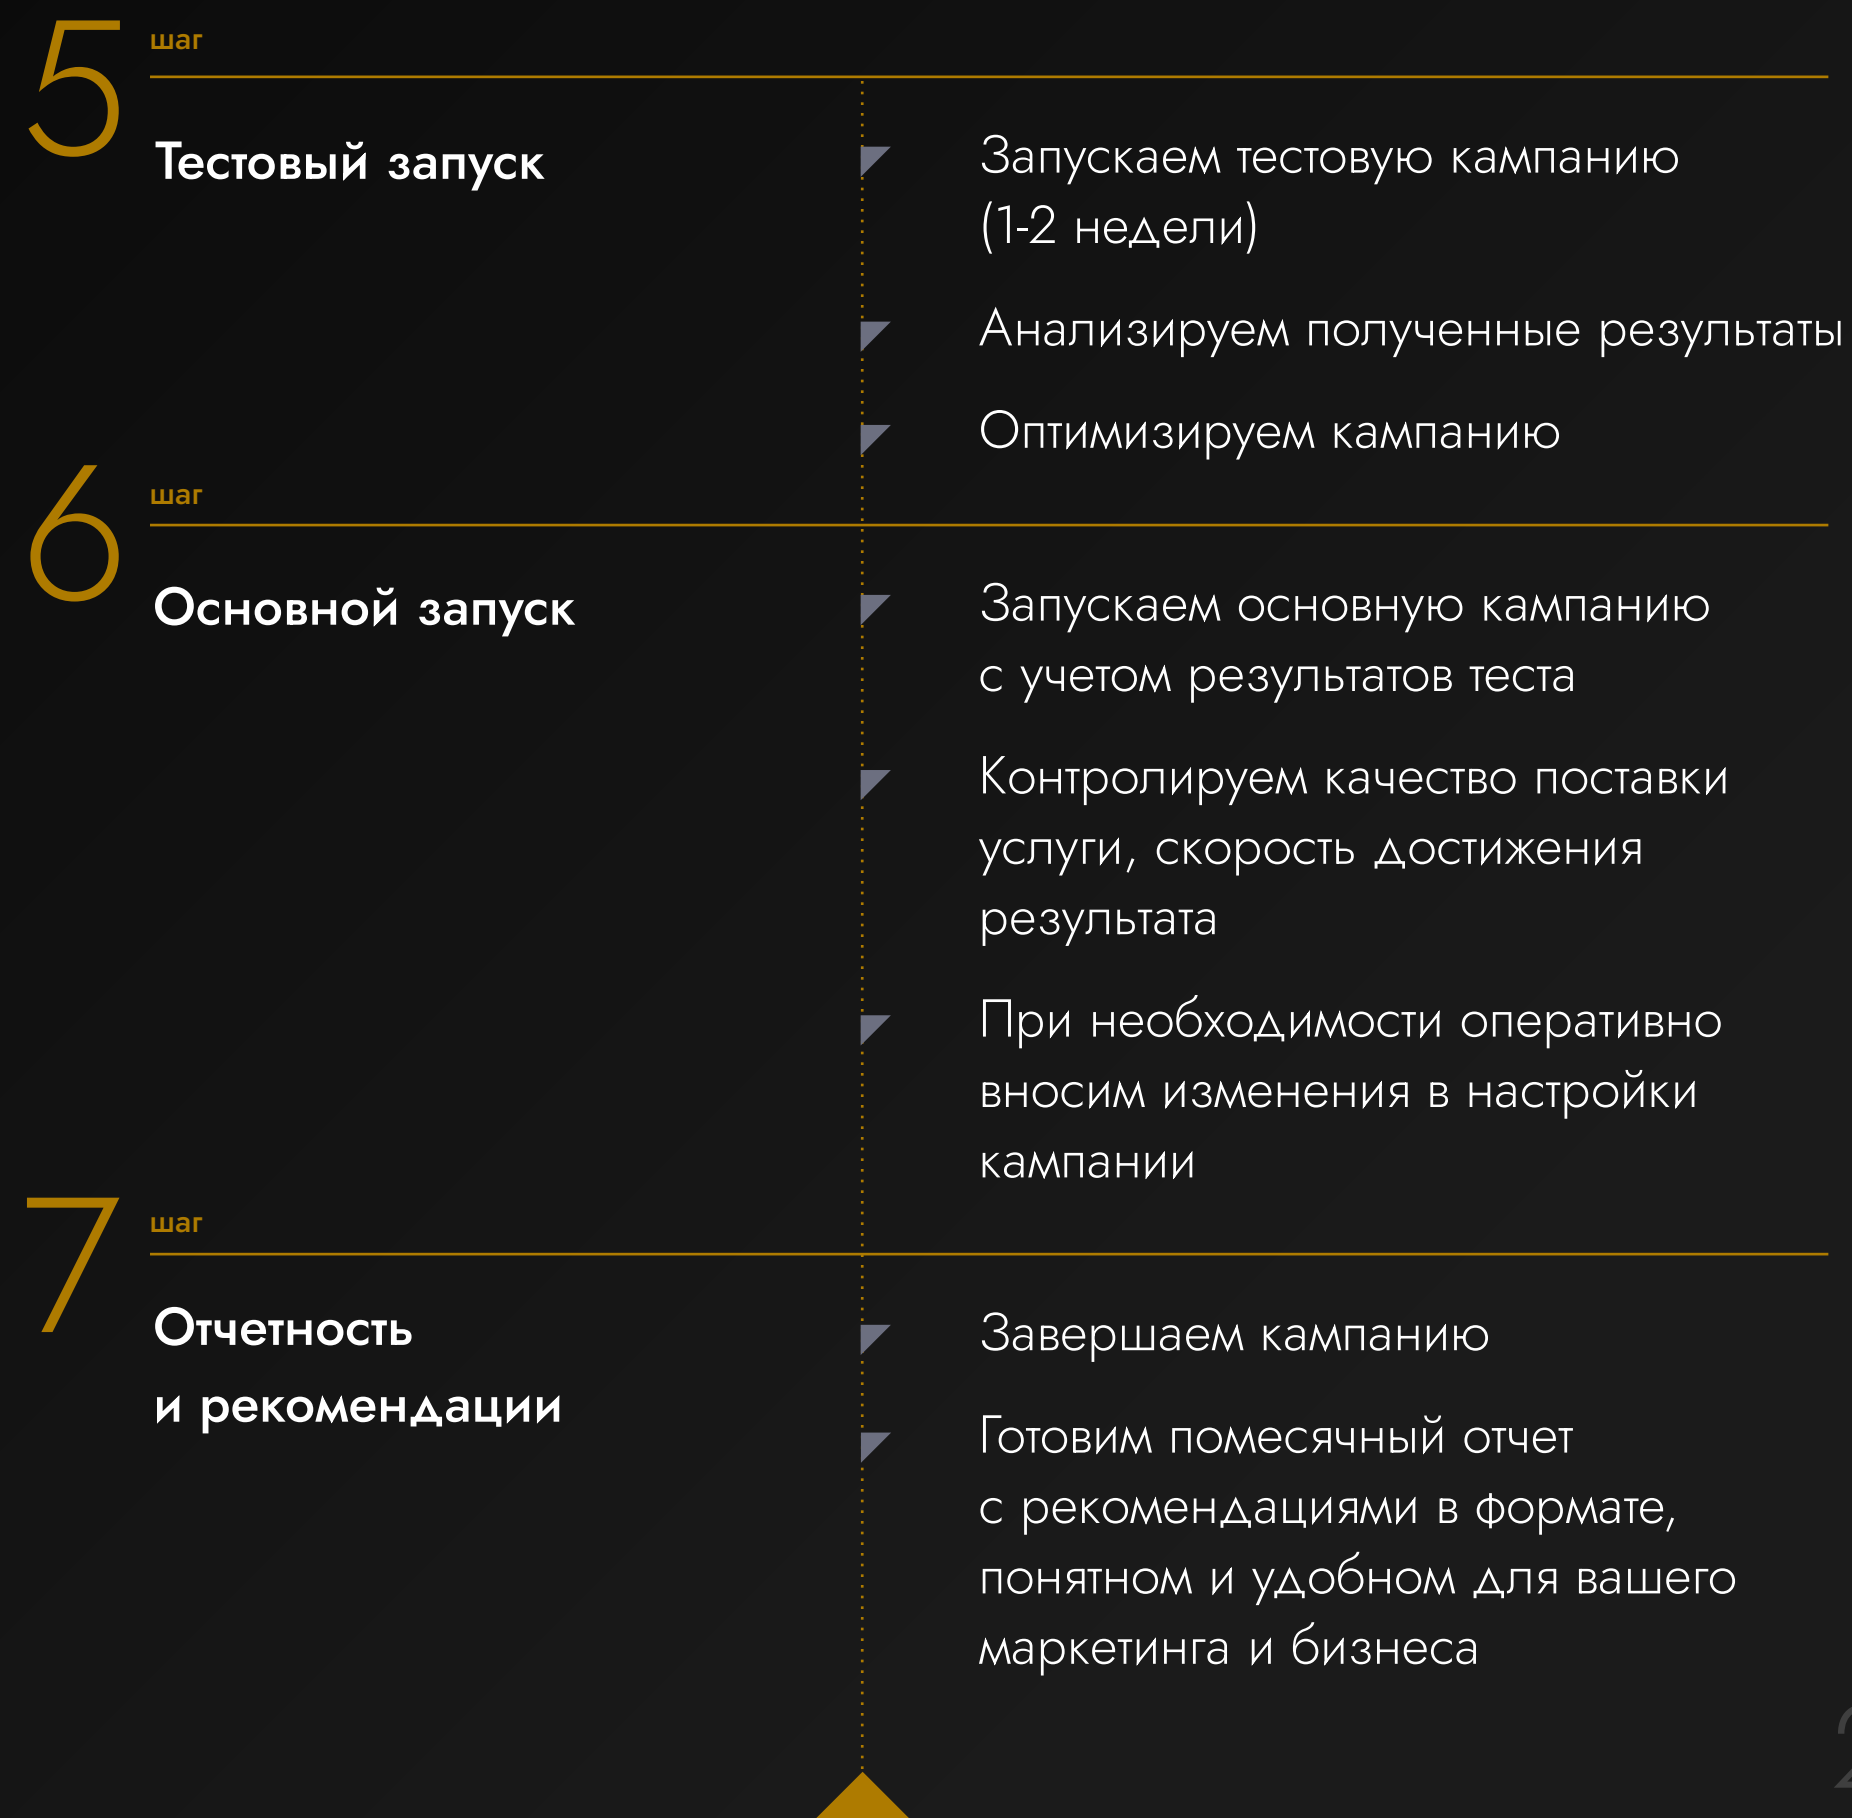 5 шаг
Тестовый запуск
Запускаем тестовую кампанию
(1-2 недели)
Анализируем полученные результаты
Оптимизируем кампанию
6 шаг
Основной запуск
Запускаем основную кампанию
с учетом результатов теста
Контролируем качество поставки
услуги, скорость достижения
результата
При необходимости оперативно
вносим изменения в настройки
кампании
7 шаг
Отчетность
и рекомендации
Завершаем кампанию
Готовим помесячный отчет
с рекомендациями в формате,
понятном и удобном для вашего
маркетинга и бизнеса